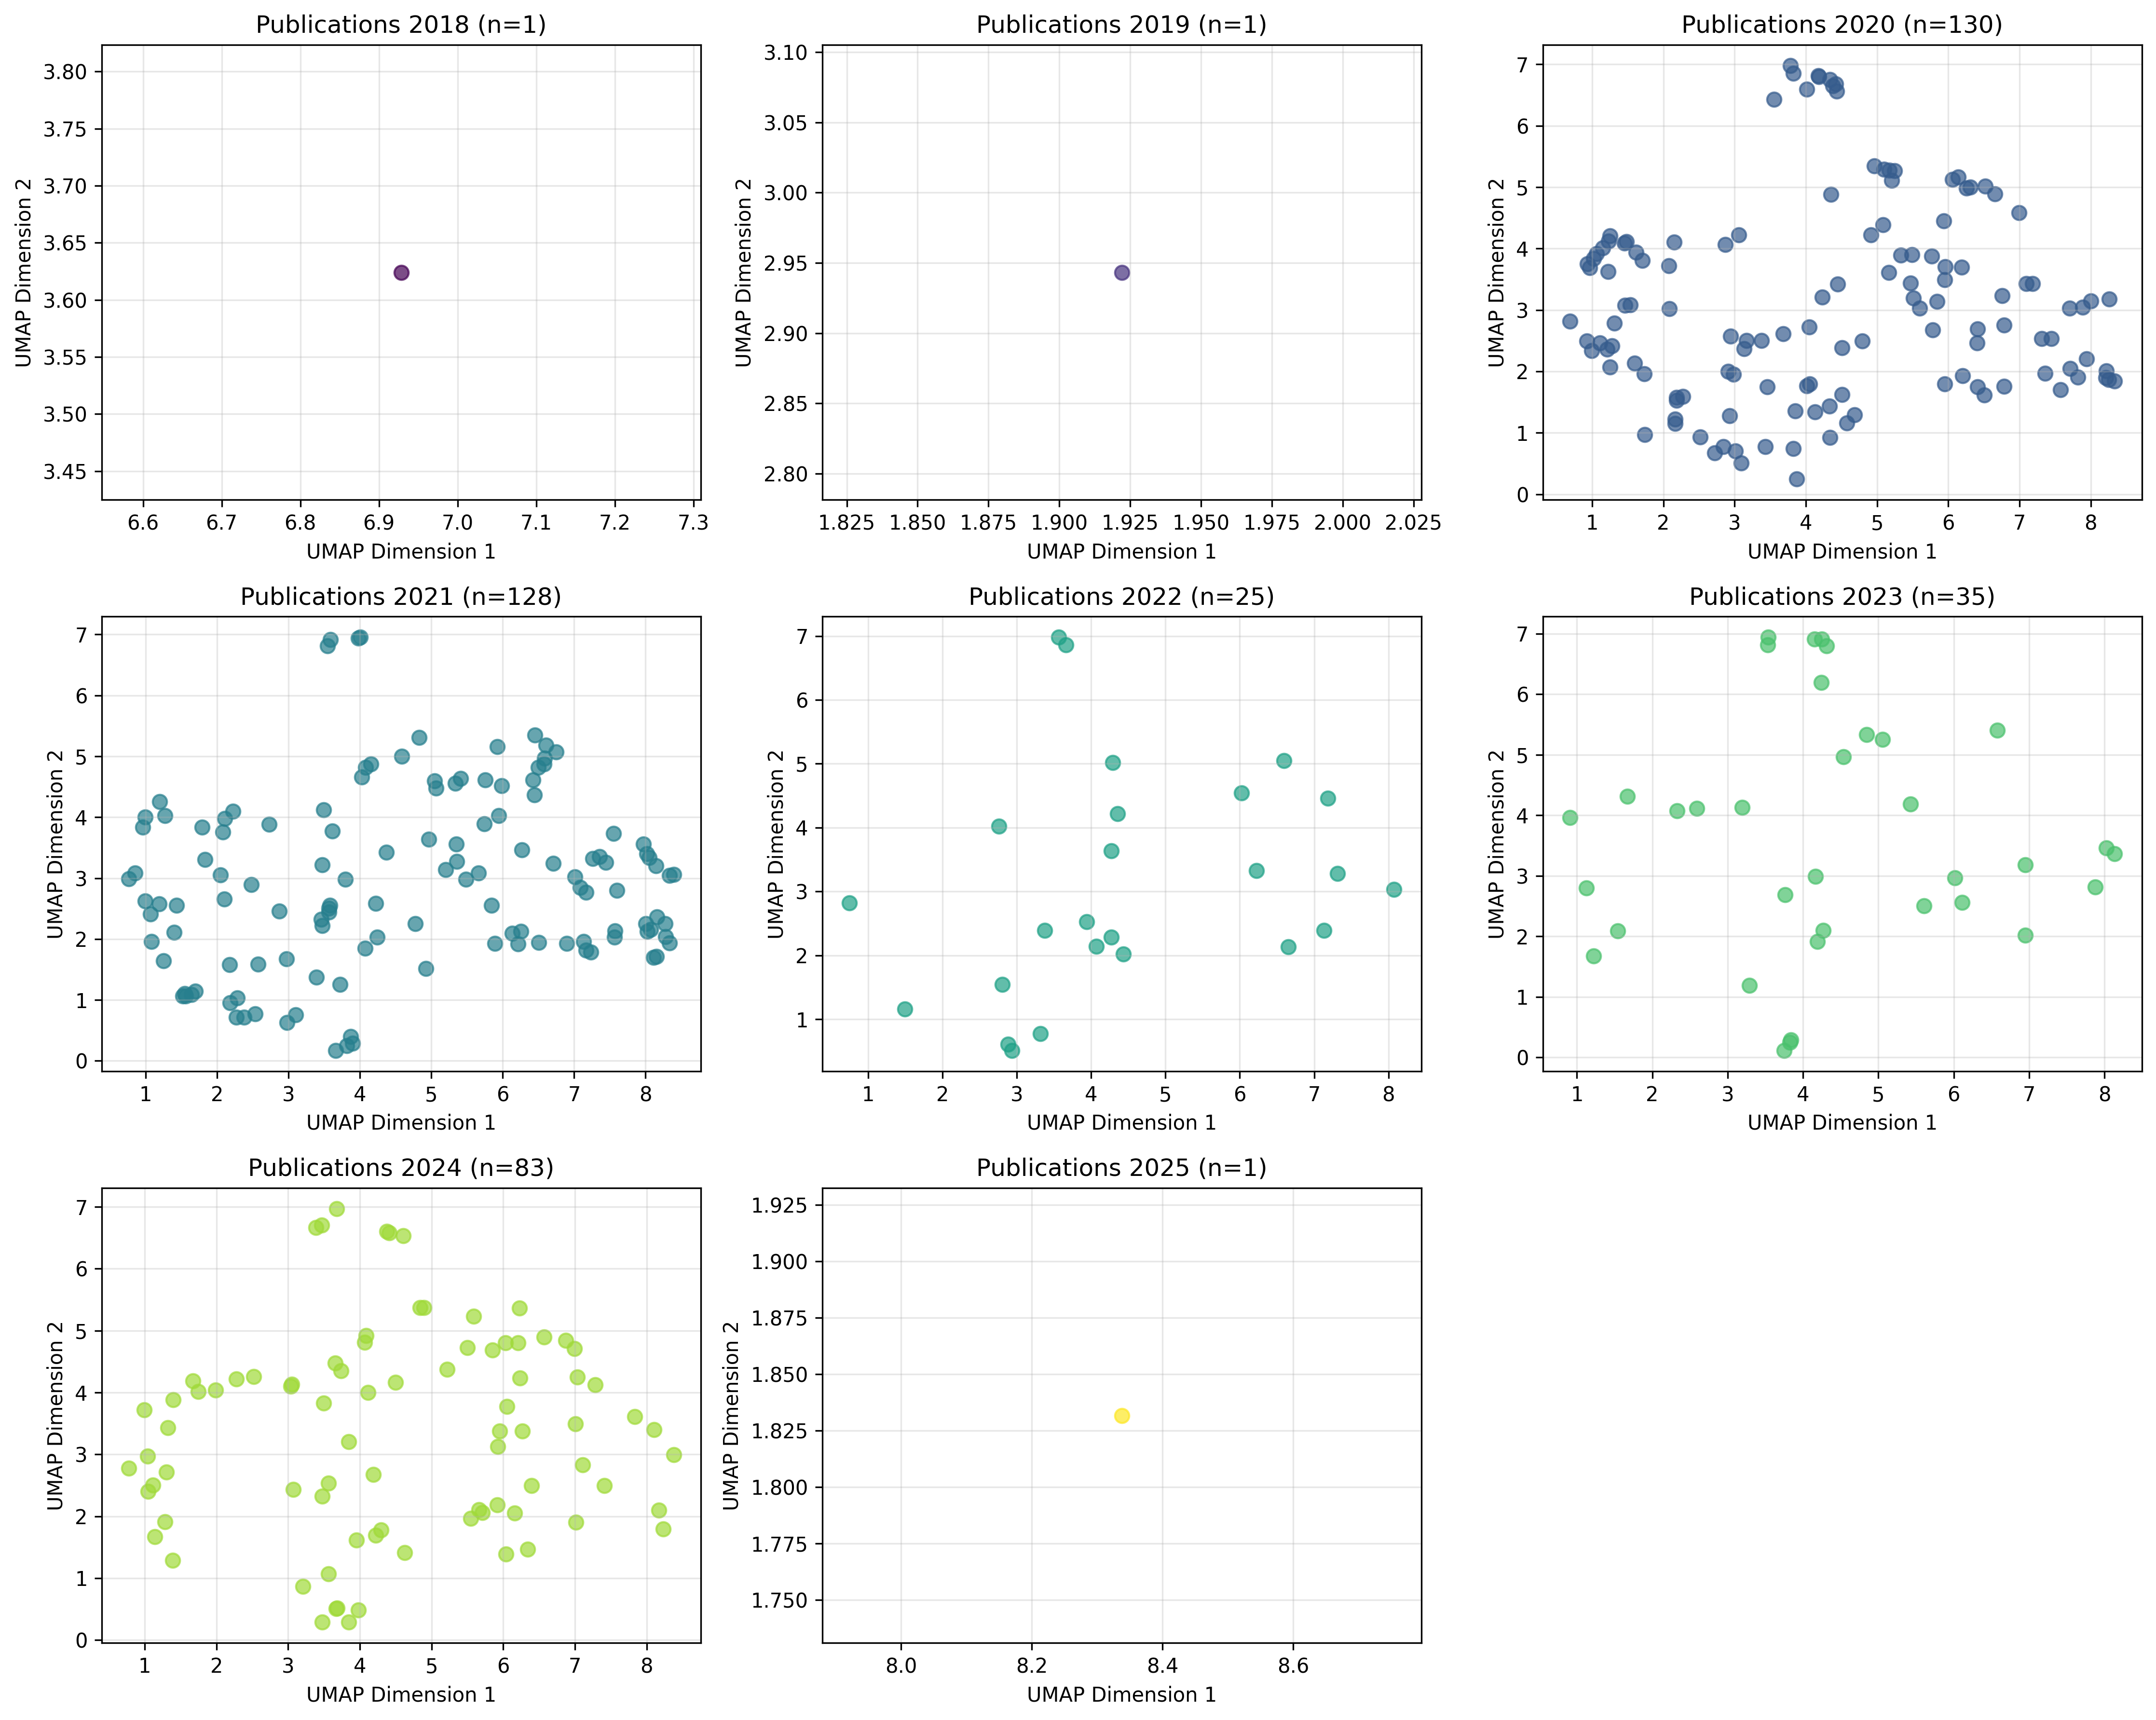 Publications 2018 (n=1)
UMAP Dimension 2
3.80
3.75
3.70
3.65
3.60
3.55
3.50
3.45
6.6 6.7 6.8 6.9 7.0 7.1 7.2 7.3
UMAP Dimension 1
Publications 2019 (n=1)
UMAP Dimension 2
3.10
3.05
3.00
2.95
2.90
2.85
2.80
1.825 1.850 1.875 1.900 1.925 1.950 1.975 2.000 2.025
UMAP Dimension 1
Publications 2020 (n=130)
UMAP Dimension 2
7
6
5
4
3
2
1
0
1 2 3 4 5 6 7 8
UMAP Dimension 1
Publications 2021 (n=128)
UMAP Dimension 2
7
6
5
4
3
2
1
0
1 2 3 4 5 6 7 8
UMAP Dimension 1
Publications 2022 (n=25)
UMAP Dimension 2
7
6
5
4
3
2
1
1 2 3 4 5 6 7 8
UMAP Dimension 1
Publications 2023 (n=35)
UMAP Dimension 2
7
6
5
4
3
2
1
0
1 2 3 4 5 6 7 8
UMAP Dimension 1
Publications 2024 (n=83)
UMAP Dimension 2
7
6
5
4
3
2
1
0
1 2 3 4 5 6 7 8
UMAP Dimension 1
Publications 2025 (n=1)
UMAP Dimension 2
1.925
1.900
1.875
1.850
1.825
1.800
1.775
1.750
8.0 8.2 8.4 8.6
UMAP Dimension 1